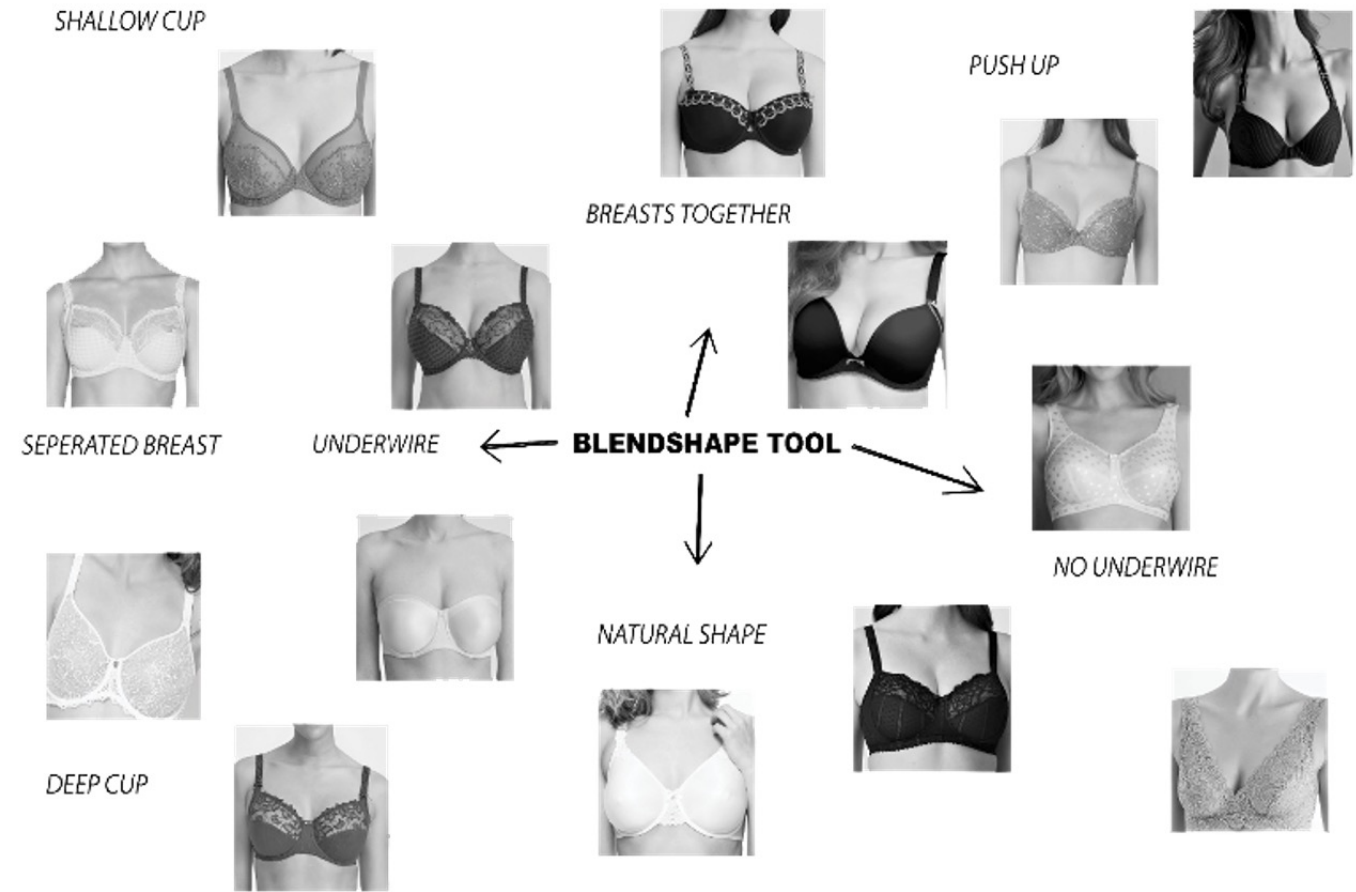 SHALLOW CUP
PUSH UP
BREASTS TOGETHER
SEPERATED BREAST
UNDERWIRE
BLENDSHAPE TOOL
NO UNDERWIRE
NATURAL SHAPE
DEEP CUP